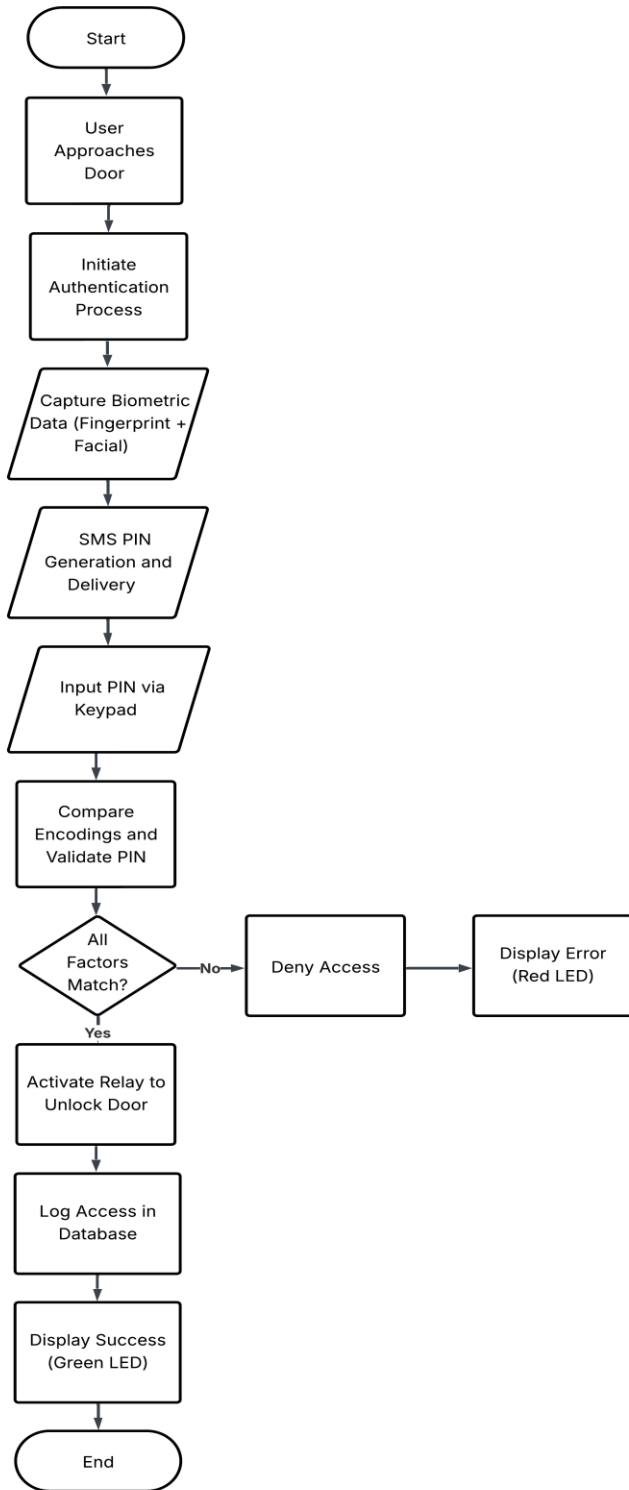 Start
User
Approaches
Door
Initiate
Authentication
Process
Capture Biometric
Data (Fingerprint +
Facial)
SMS PIN
Generation and
Delivery
Input PIN via
Keypad
Compare
Encodings and
Validate PIN
All
Factors
Match?
No
Deny Access
Display Error
(Red LED)
Yes
Activate Relay to
Unlock Door
Log Access in
Database
Display Success
(Green LED)
End